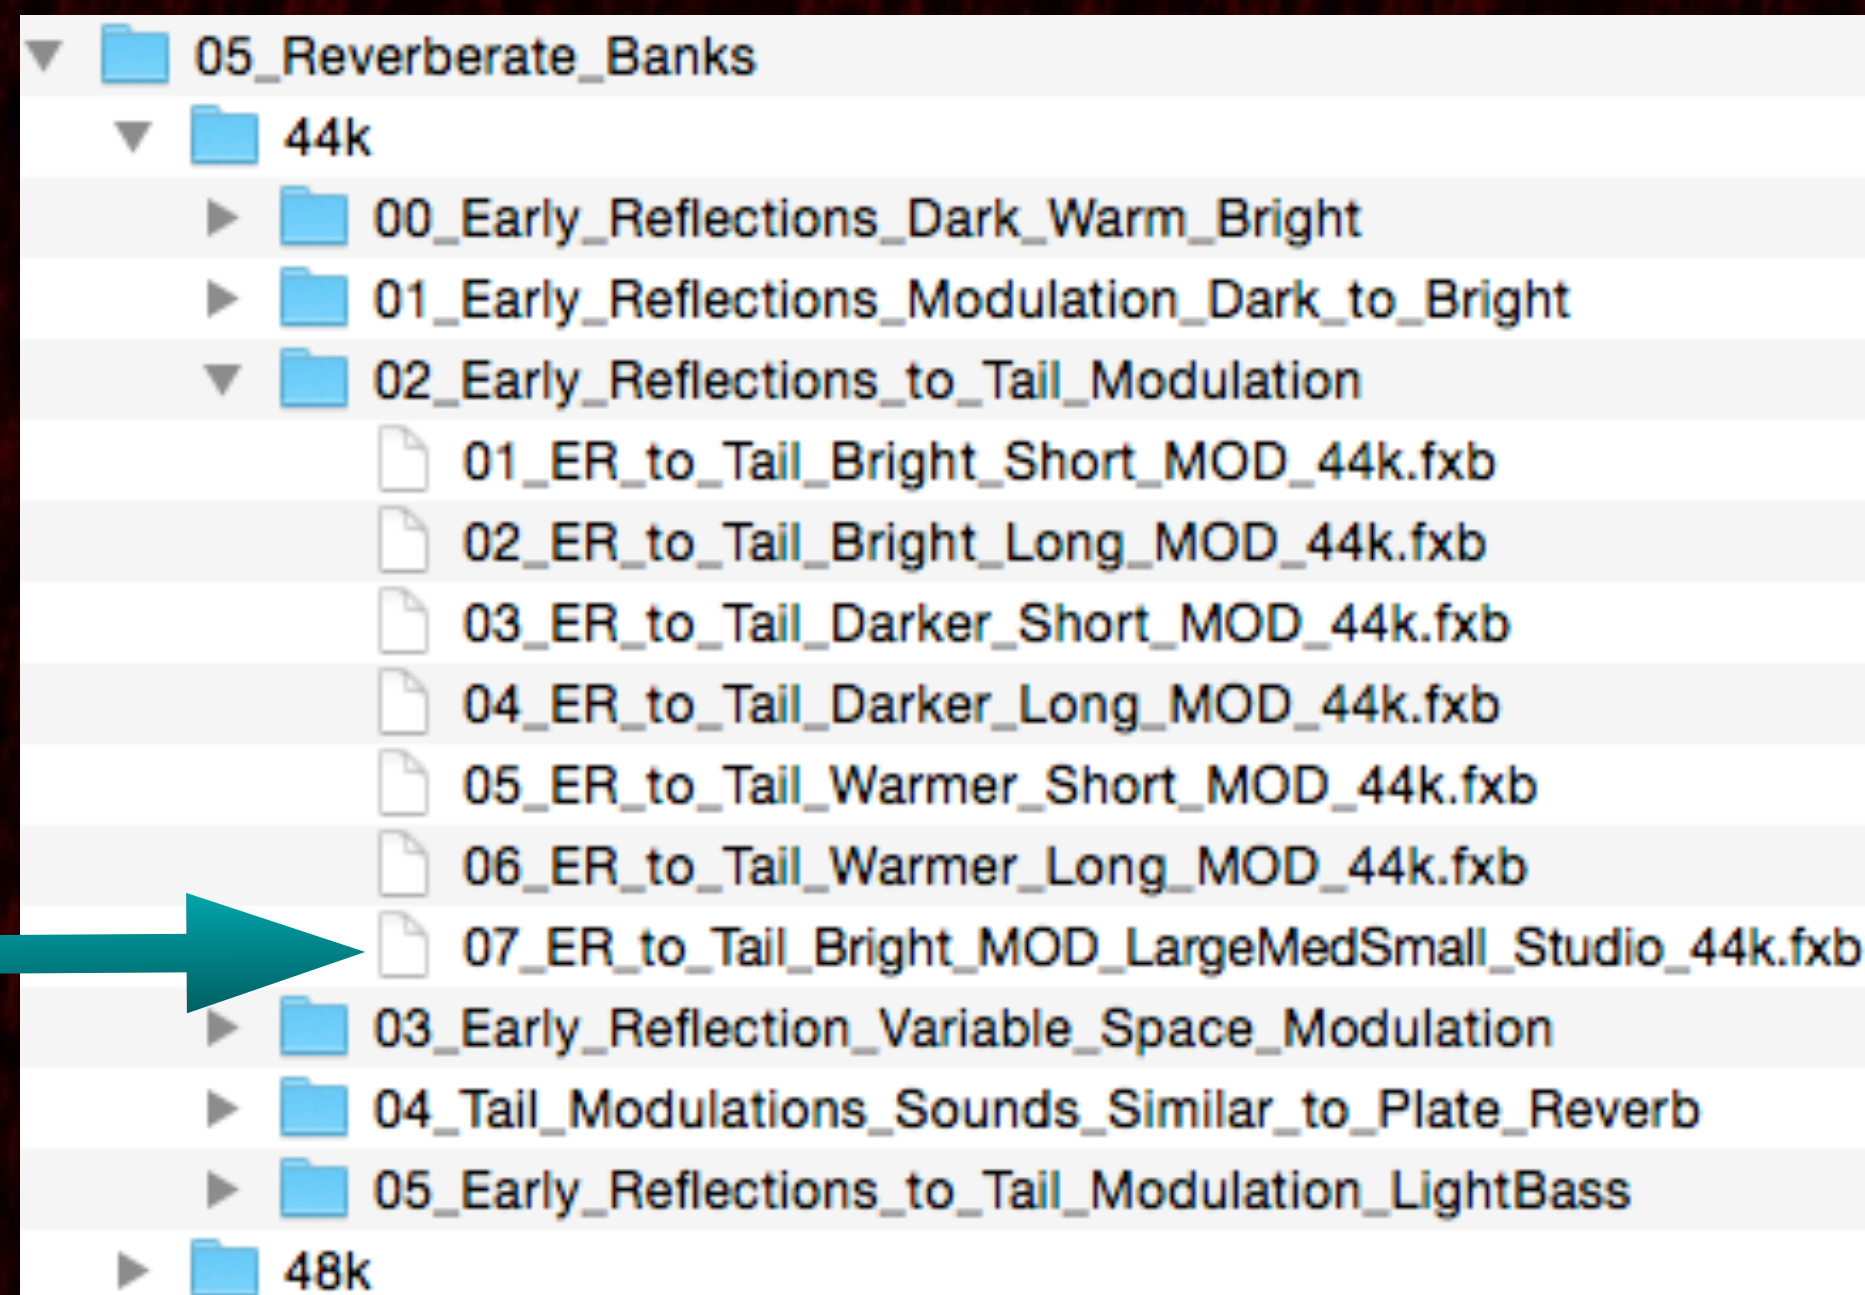 05_Reverberate_Banks
44k
00_Early_Reflections_Dark_Warm_Bright
01_Early_Reflections_Modulation_Dark_to_Bright
02_Early_Reflections_to_Tail_Modulation
01_ER_to_Tail_Bright_Short_MOD_44k.fxb
02_ER_to_Tail_Bright_Long_MOD_44k.fxb
03_ER_to_Tail_Darker_Short_MOD_44k.fxb
04_ER_to_Tail_Darker_Long_MOD_44k.fxb
05_ER_to_Tail_Warmer_Short_MOD_44k.fxb
06_ER_to_Tail_Warmer_Long_MOD_44k.fxb
07_ER_to_Tail_Bright_MOD_LargeMedSmall_Studio_44k.fxb
03_Early_Reflection_Variable_Space_Modulation
04_Tail_Modulations_Sounds_Similar_to_Plate_Reverb
05_Early_Reflections_to_Tail_Modulation_LightBass
48k